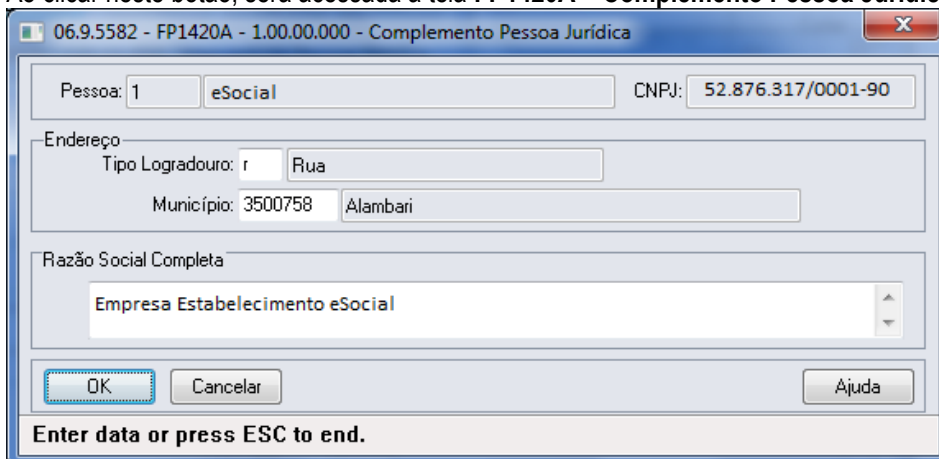 Ao clicar neste botão, será acessada a tela FP1420A – Complemento Pessoa Jurídic
06.9.5582 - FP1420A - 1.00.00.000 - Complemento Pessoa Jurídica
Pessoa: 1 eSocial CNPJ: 52.876.317/0001-90
Endereço
Tipo Logradouro: r Rua
Município: 3500758 Alambari
Razão Social Completa
Empresa Estabelecimento eSocial
OK Cancelar Ajuda
Enter data or press ESC to end.